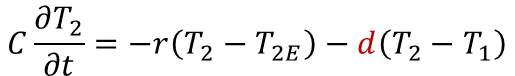 C ∂T₂/∂t = −r(T₂ − T₂E) − d(T₂ − T₁)